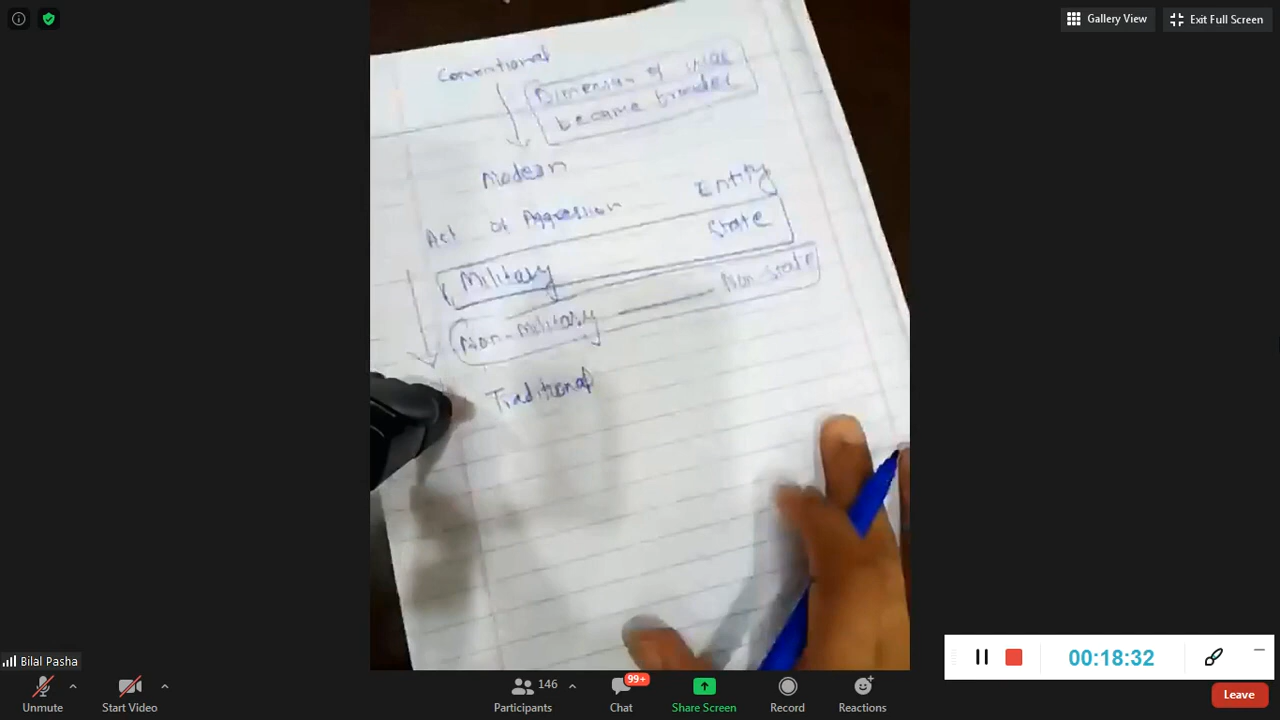 Gallery View
Exit Full Screen
Conventional
Dimension of war
became broader
Modern
Act of Aggression
Entity
Military
State
Non-Military
Non-State
Traditional
Bilal Pasha
00:18:32
Unmute
Start Video
146
Participants
99+
Chat
Share Screen
Record
Reactions
Leave